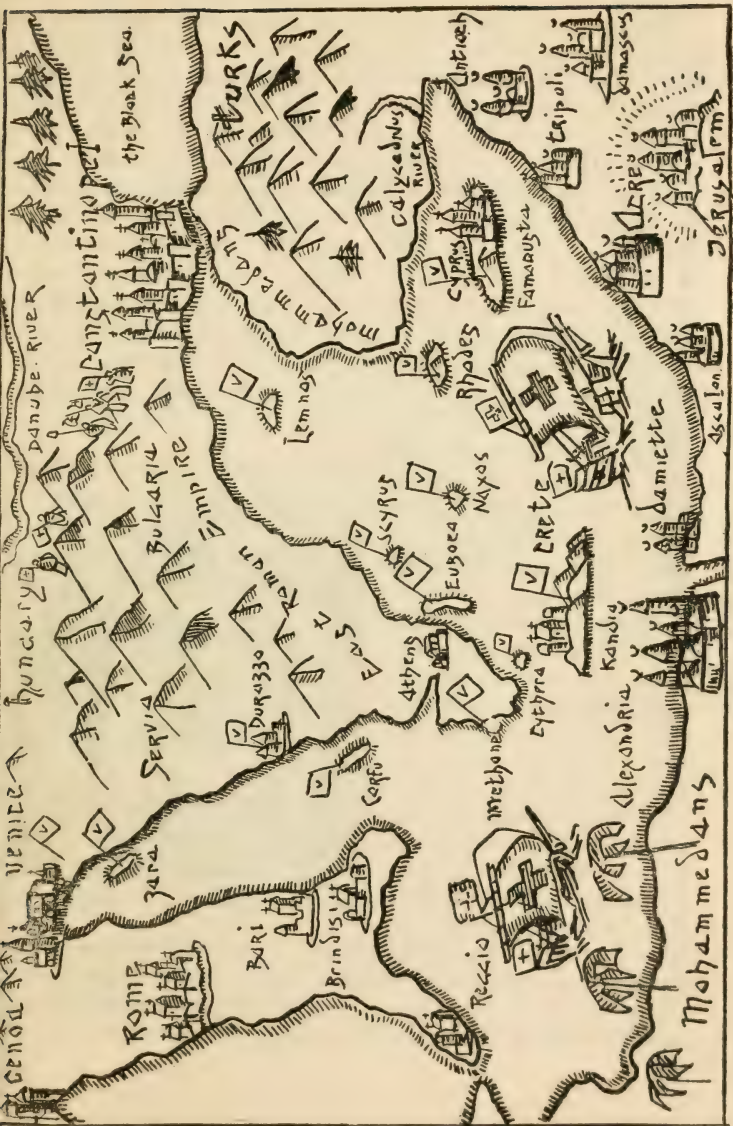 Genoa
Venice
Hungary
DANUBE RIVER
the Black Sea
Constantinople
Rome
V
V
Zara
SERVIA
BULGARIA
EAST Roman EMPIRE
TURKS
Mohammedans
V
DURAZZO
V
Lemnos
BARI
Brindisi
V
Corfu
Athens
V
Scyrus
V
Euboea
V
Naxos
V
Rhodes
Calycadnus
RIVER
V
CYPRUS
Famagusta
Antioch
Tripoli
Damascus
Reggio
V
Methone
V
Cythera
V
CRETE
Kandia
Alexandria
Damiette
Ascalon
ACRE
JERUSALEM
Mohammedans